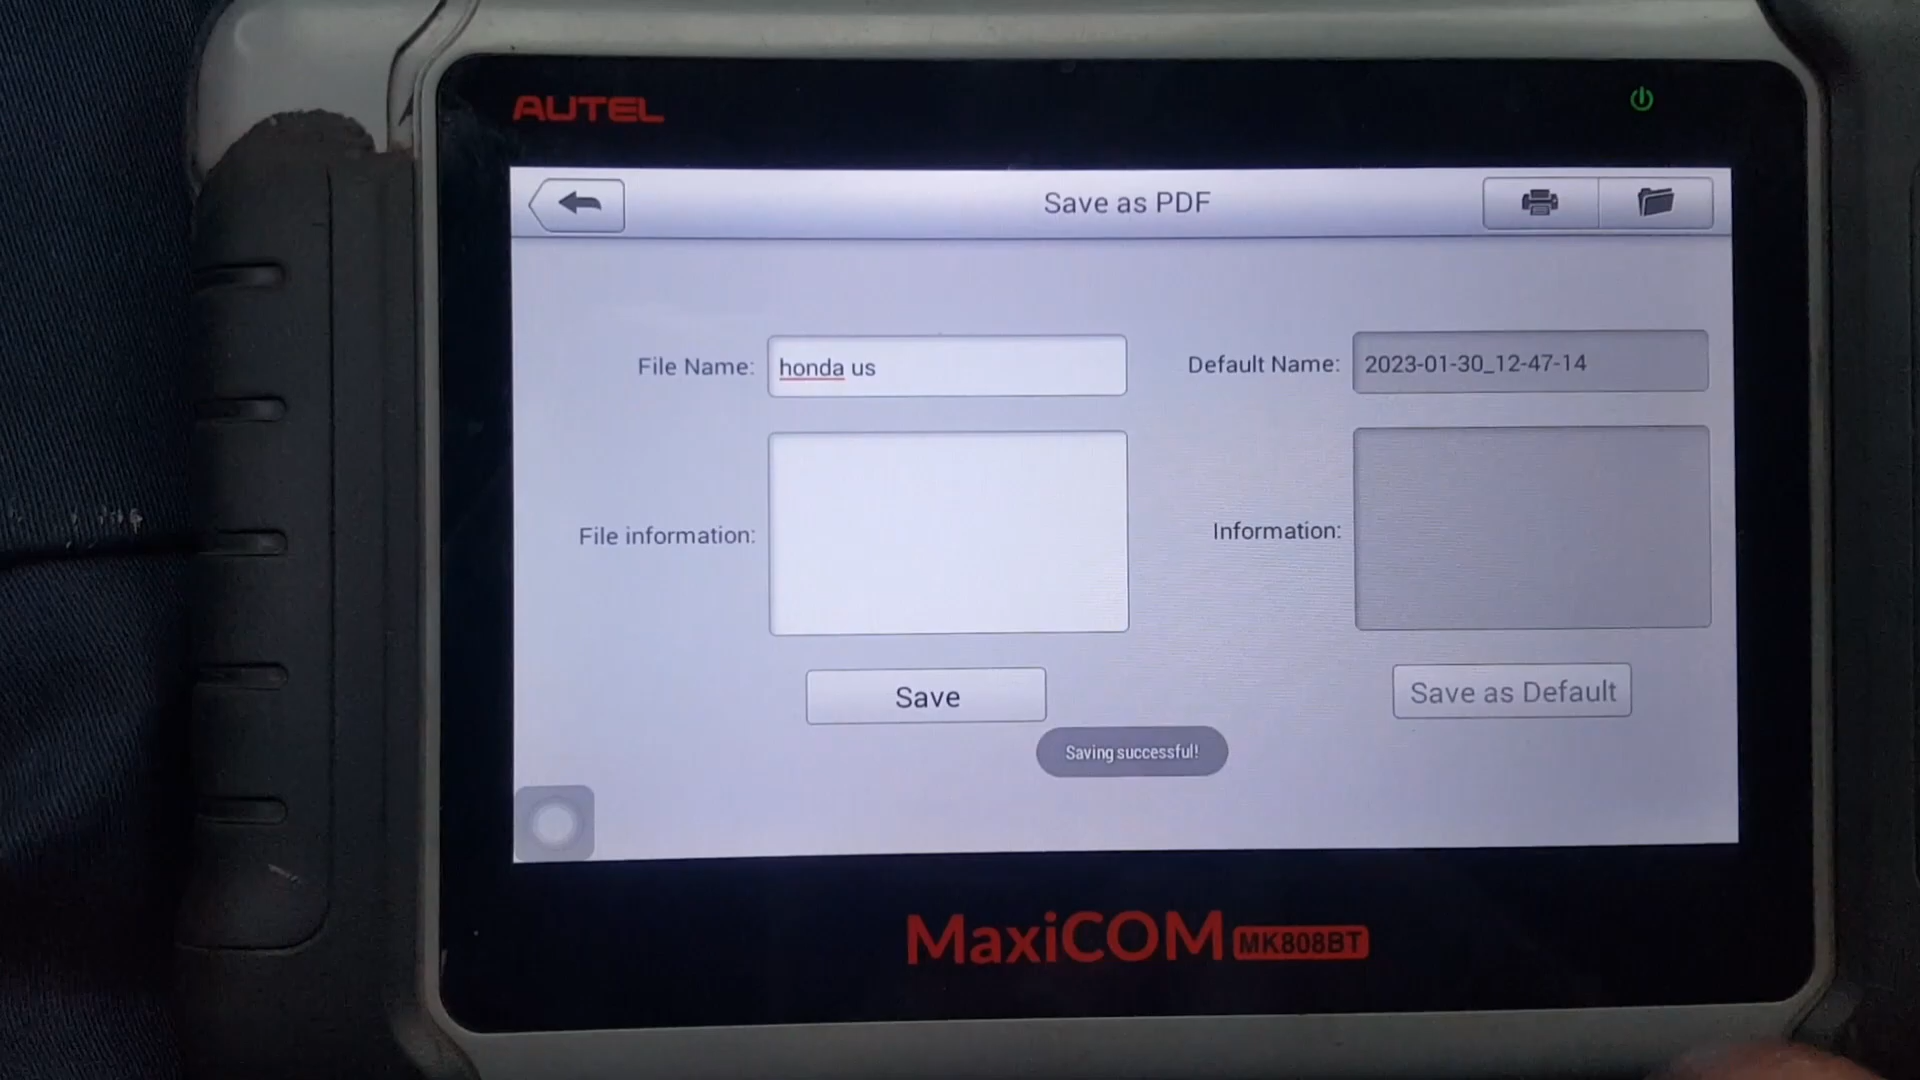 AUTEL
Save as PDF
File Name: honda us
Default Name: 2023-01-30_12-47-14
File information:
Information:
Save
Save as Default
Saving successful!
MaxiCOM MK808BT